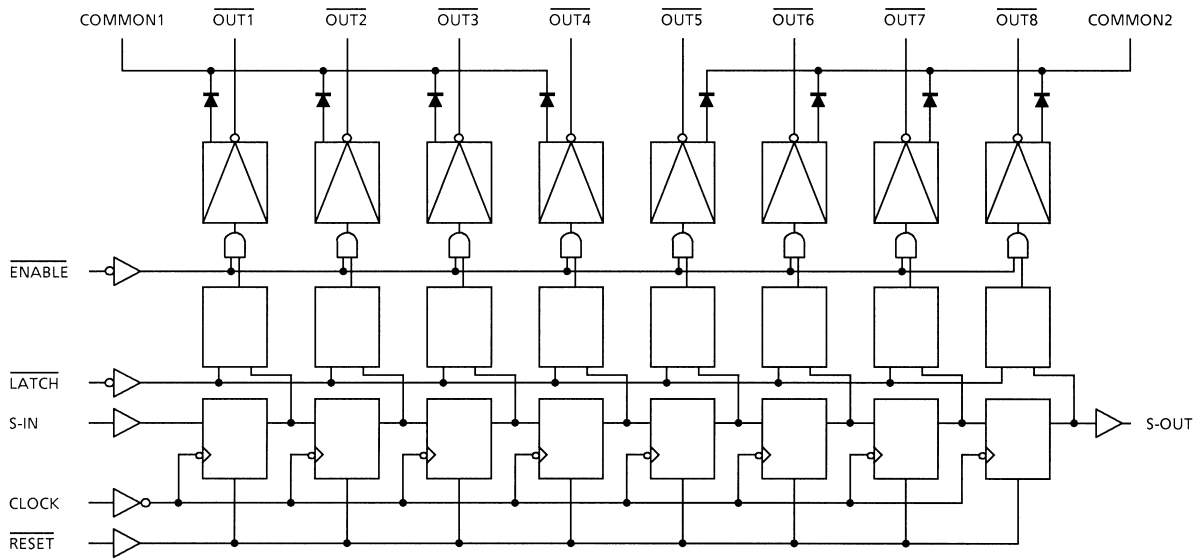 COMMON1 OUT1 OUT2 OUT3 OUT4 OUT5 OUT6 OUT7 OUT8 COMMON2
ENABLE
LATCH
S-IN
S-OUT
CLOCK
RESET